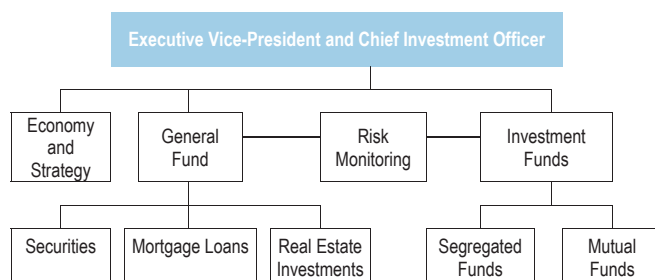 Executive Vice-President and Chief Investment Officer
Economy
and
Strategy
General
Fund
Risk
Monitoring
Investment
Funds
Securities
Mortgage Loans
Real Estate
Investments
Segregated
Funds
Mutual
Funds